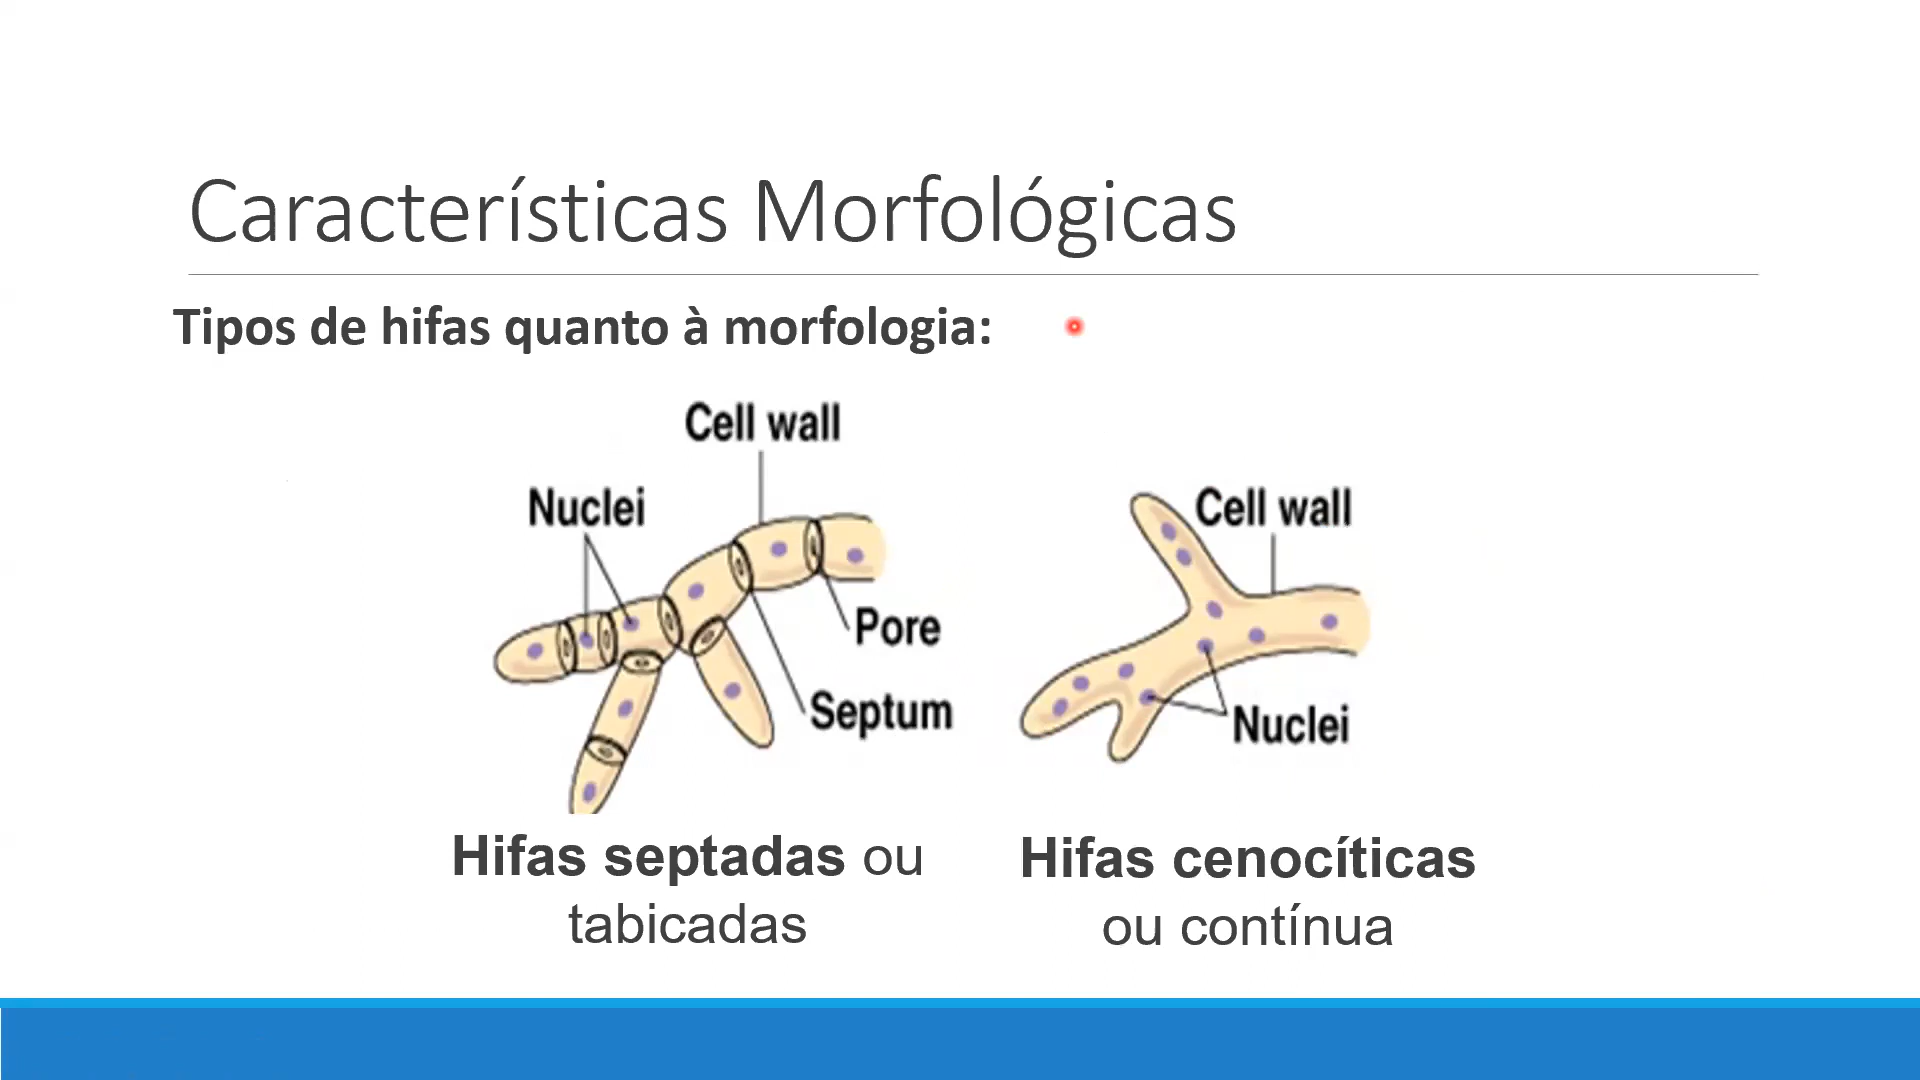 Características Morfológicas
Tipos de hifas quanto à morfologia:
Cell wall
Nuclei
Pore
Septum
Cell wall
Nuclei
Hifas septadas ou
tabicadas
Hifas cenocíticas
ou contínua